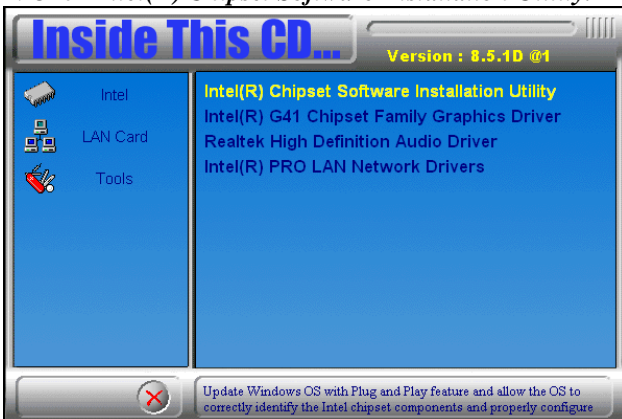 Inside This CD...
Version : 8.5.1D @1
Intel
LAN Card
Tools
Intel(R) Chipset Software Installation Utility
Intel(R) G41 Chipset Family Graphics Driver
Realtek High Definition Audio Driver
Intel(R) PRO LAN Network Drivers
Update Windows OS with Plug and Play feature and allow the OS to
correctly identify the Intel chipset components and properly configure